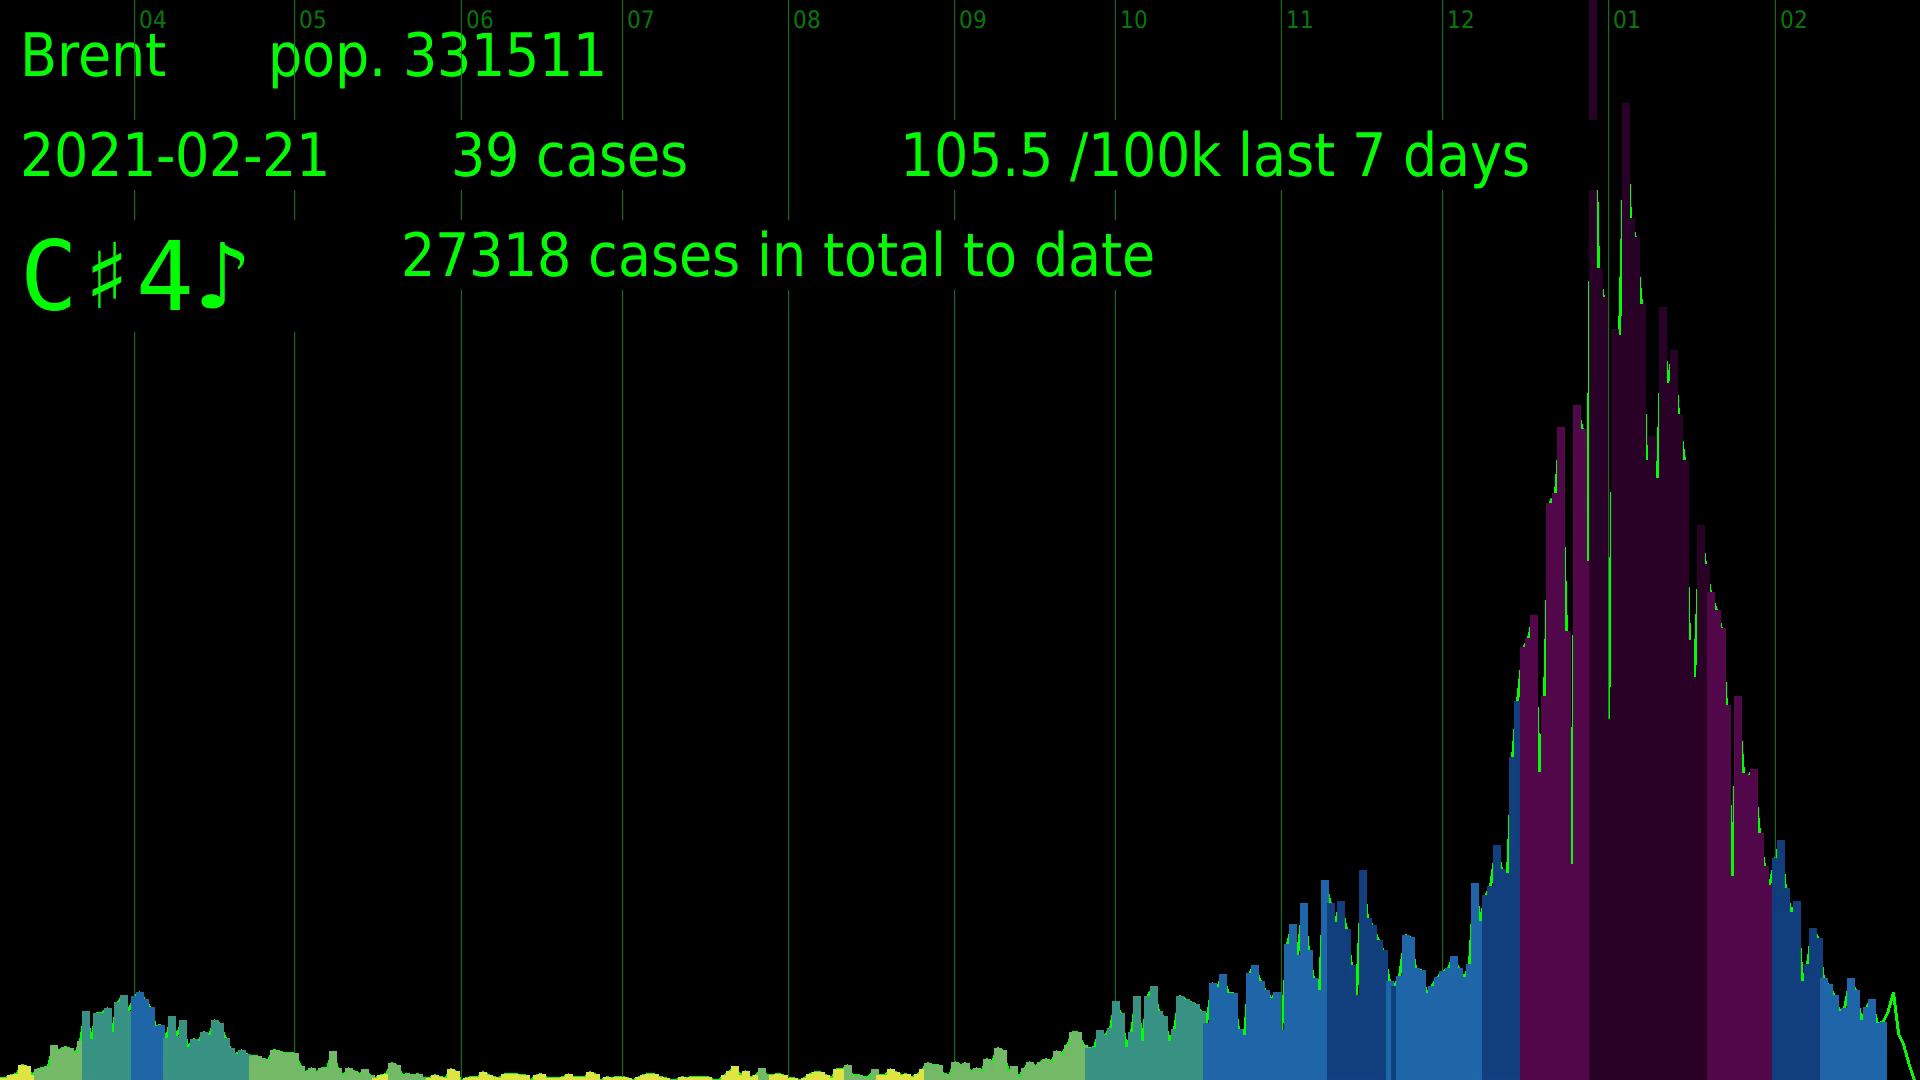 04 05 06 07 08 09 10 11 12 01 02
Brent pop. 331511
2021-02-21 39 cases 105.5 /100k last 7 days
C♯4♪ 27318 cases in total to date